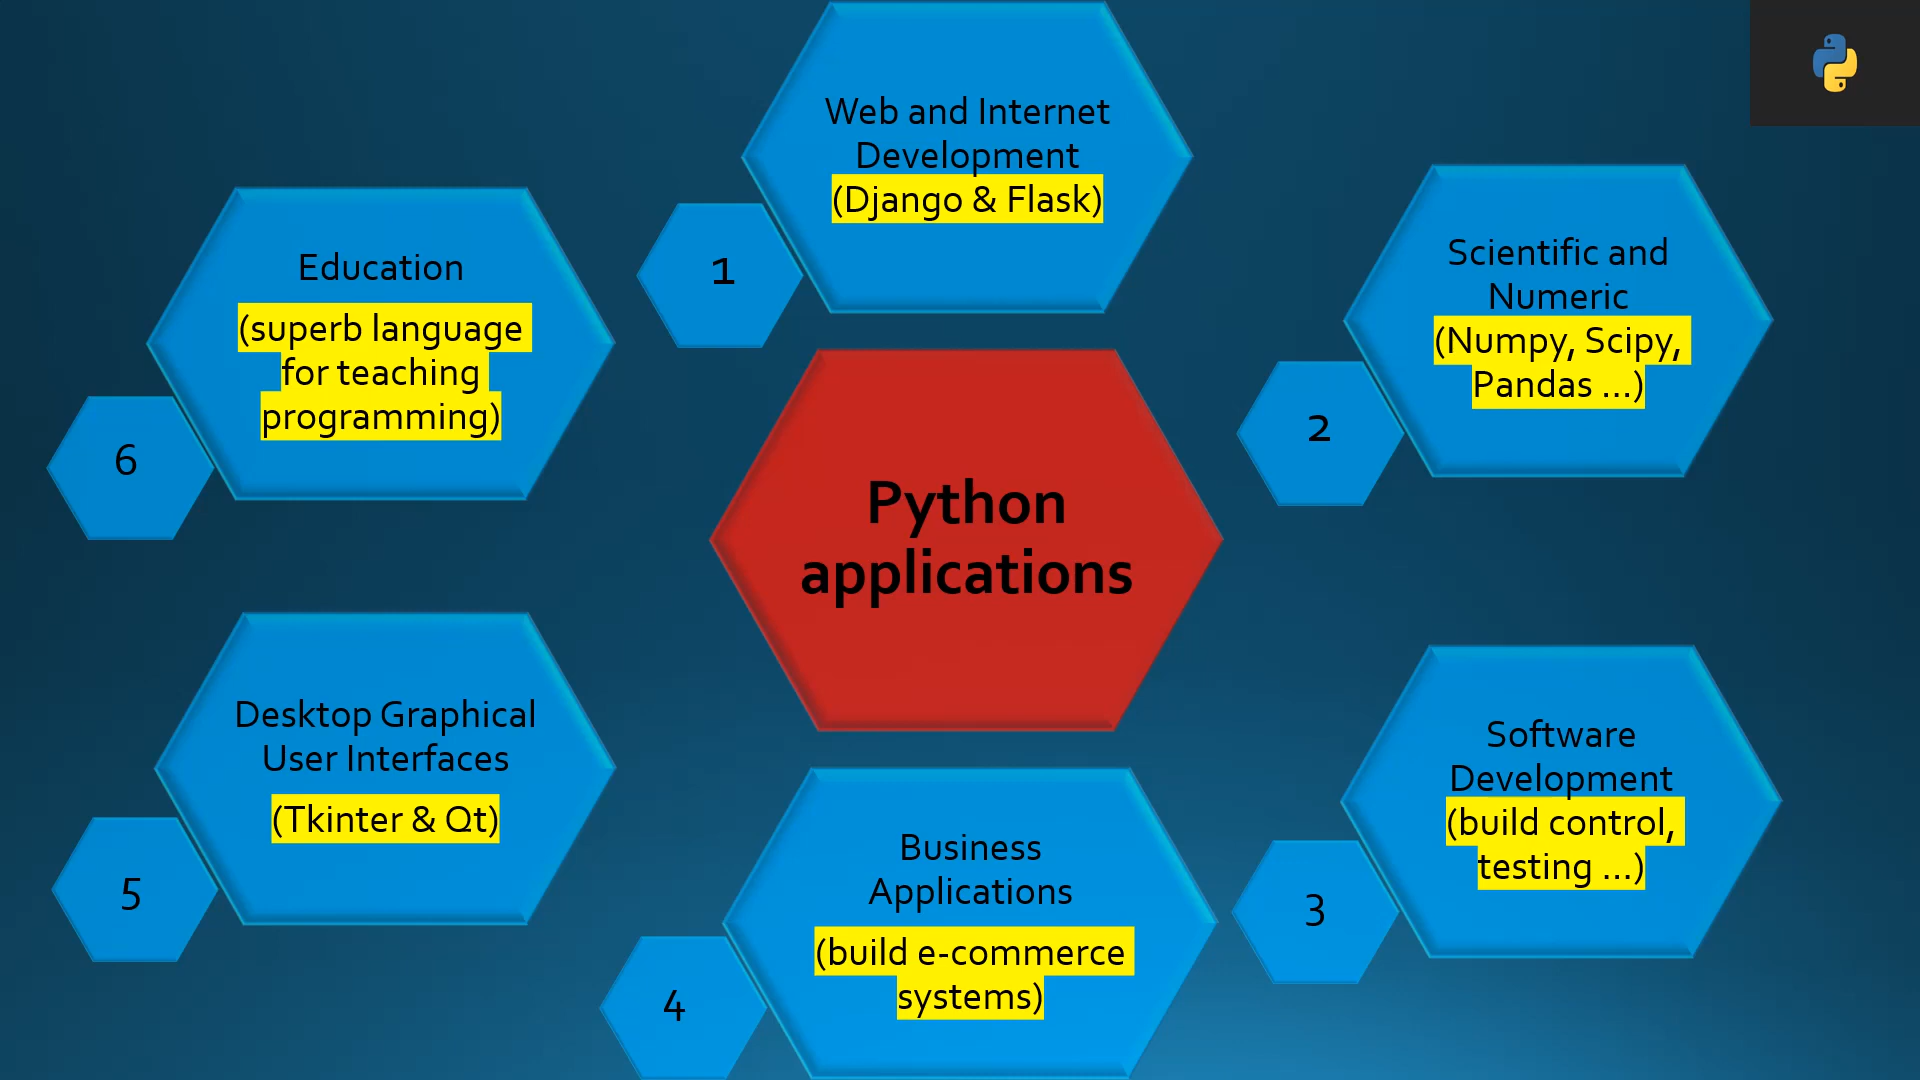 Web and Internet
Development
(Django & Flask)
1
Scientific and
Numeric
(Numpy, Scipy,
Pandas ...)
2
Education
(superb language
for teaching
programming)
6
Python
applications
Desktop Graphical
User Interfaces
(Tkinter & Qt)
5
Business
Applications
(build e-commerce
systems)
4
Software
Development
(build control,
testing ...)
3